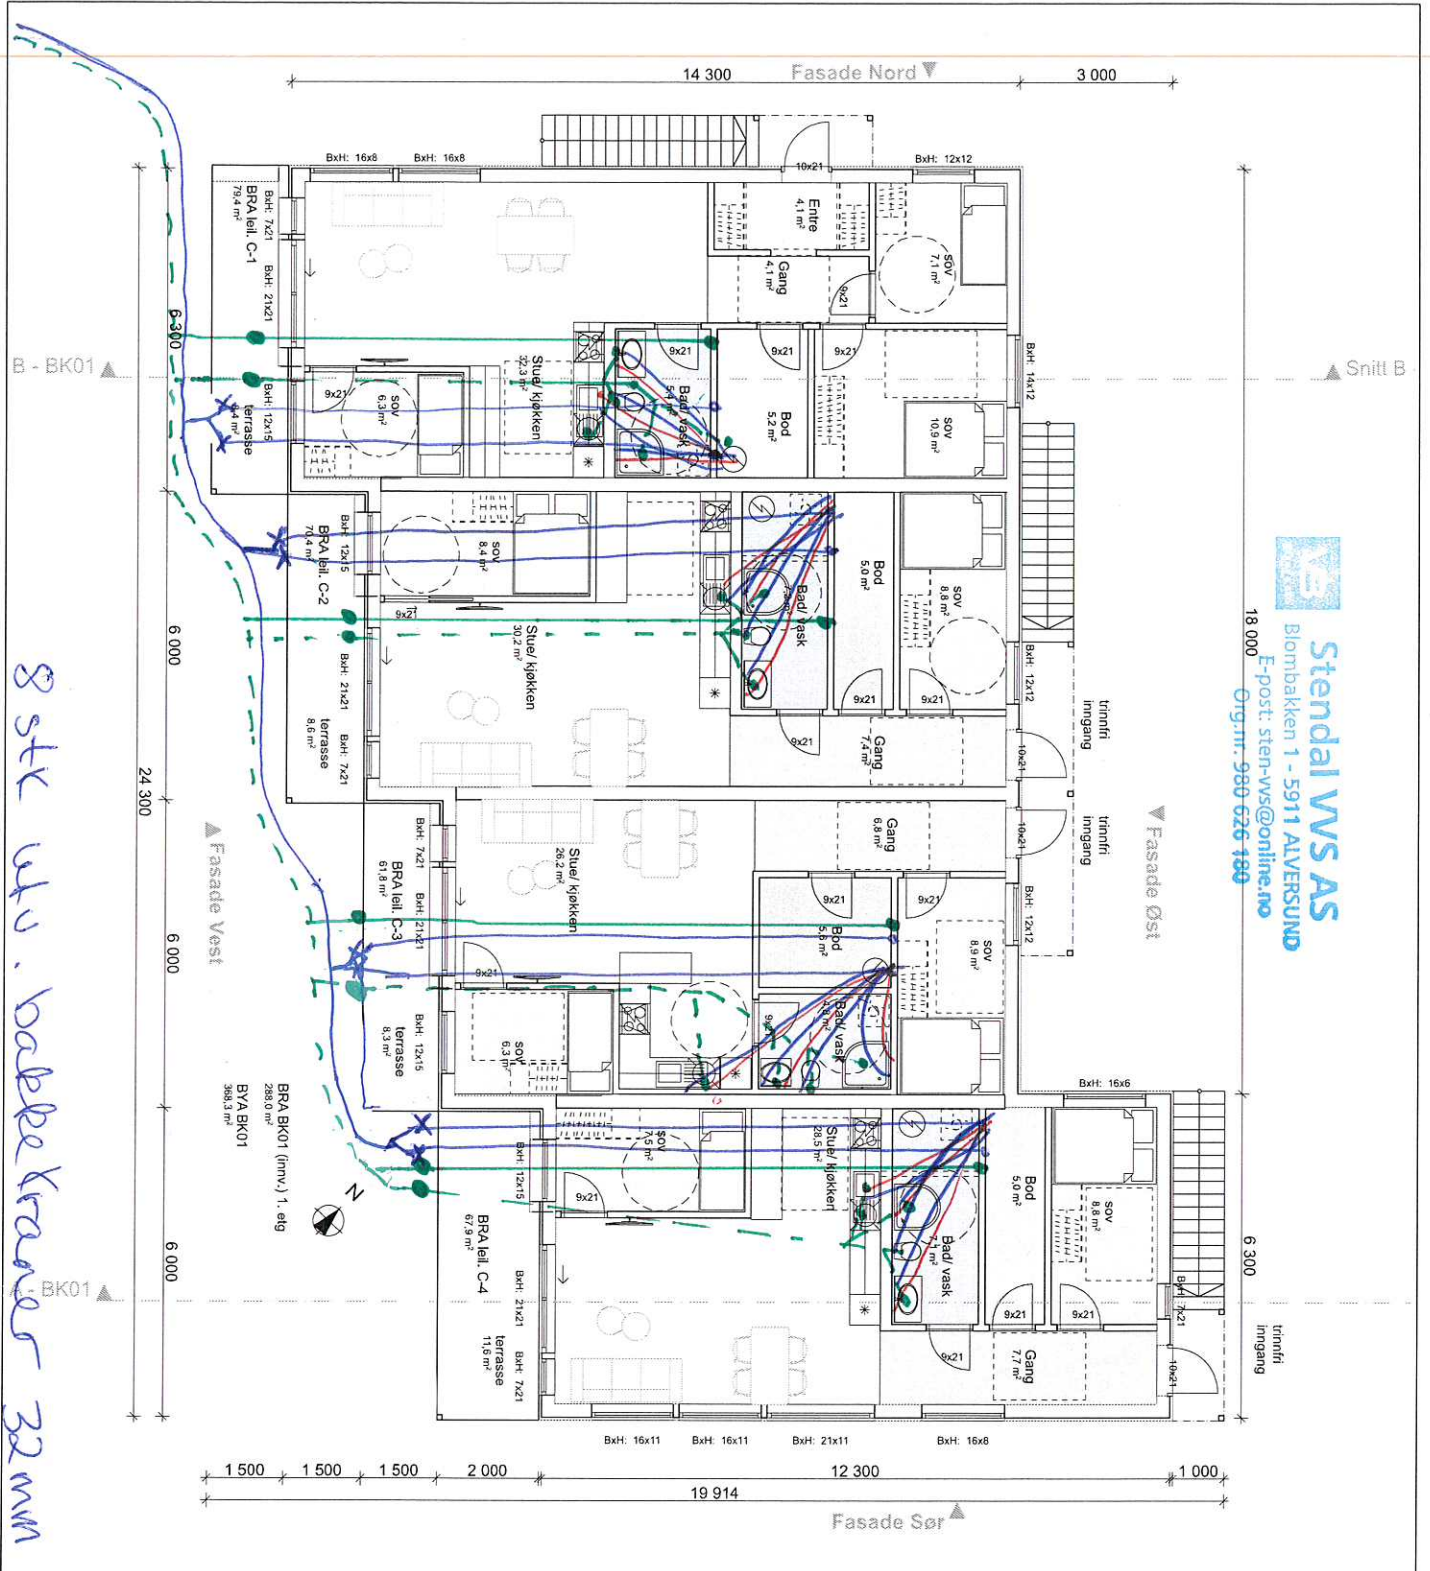 14 300
Fasade Nord
3 000
BxH: 16x8
BxH: 16x8
10x21
BxH: 12x12
BxH: 7x21
BRA leil. C-1
79,4 m²
BxH: 21x21
BxH: 12x15
terrasse
Entre
4,1 m²
Gang
4,1 m²
sov
7,1 m²
9x21
9x21
9x21
9x21
Stue/ kjøkken
32,3 m²
Bad/ vask
Bod
5,2 m²
sov
10,9 m²
BxH: 14x12
9x21
sov
6,3 m²
6 300
B - BK01
Snitt B
BRA leil. C-2
70,4 m²
BxH: 12x15
sov
8,4 m²
9x21
Stue/ kjøkken
30,2 m²
Bad/ vask
Bod
5,0 m²
sov
8,8 m²
BxH: 12x12
9x21
9x21
9x21
Gang
7,4 m²
10x21
trinnfri
inngang
BxH: 21x21
BxH: 7x21
terrasse
8,6 m²
6 000
18 000
Stendal VVS AS
Blombakken 1 - 5911 ALVERSUND
E-post: sten-vvs@online.no
Org.nr. 980 626 180
24 300
Fasade Vest
Fasade Øst
trinnfri
inngang
10x21
Gang
6,8 m²
BxH: 7x21
BRA leil. C-3
61,8 m²
BxH: 21x21
BxH: 12x15
terrasse
8,3 m²
Stue/ kjøkken
26,2 m²
9x21
9x21
Bod
5,6 m²
sov
8,9 m²
BxH: 12x12
9x21
sov
6,3 m²
Bad/ vask
6 000
BxH: 16x6
BRA BK01 (innv.) 1. etg
288,0 m²
BYA BK01
368,3 m²
N
BxH: 12x15
BRA leil. C-4
67,9 m²
BxH: 21x21
BxH: 7x21
terrasse
11,6 m²
sov
7,5 m²
9x21
Stue/ kjøkken
28,5 m²
Bad/ vask
7,1 m²
Bod
5,0 m²
sov
8,8 m²
9x21
9x21
9x21
Gang
7,7 m²
BxH: 7x21
10x21
trinnfri
inngang
6 000
6 300
BK01
BxH: 16x11
BxH: 16x11
BxH: 21x11
BxH: 16x8
1 500
1 500
1 500
2 000
12 300
1 000
19 914
Fasade Sør
8 stk utv. bakkekraner 32mm